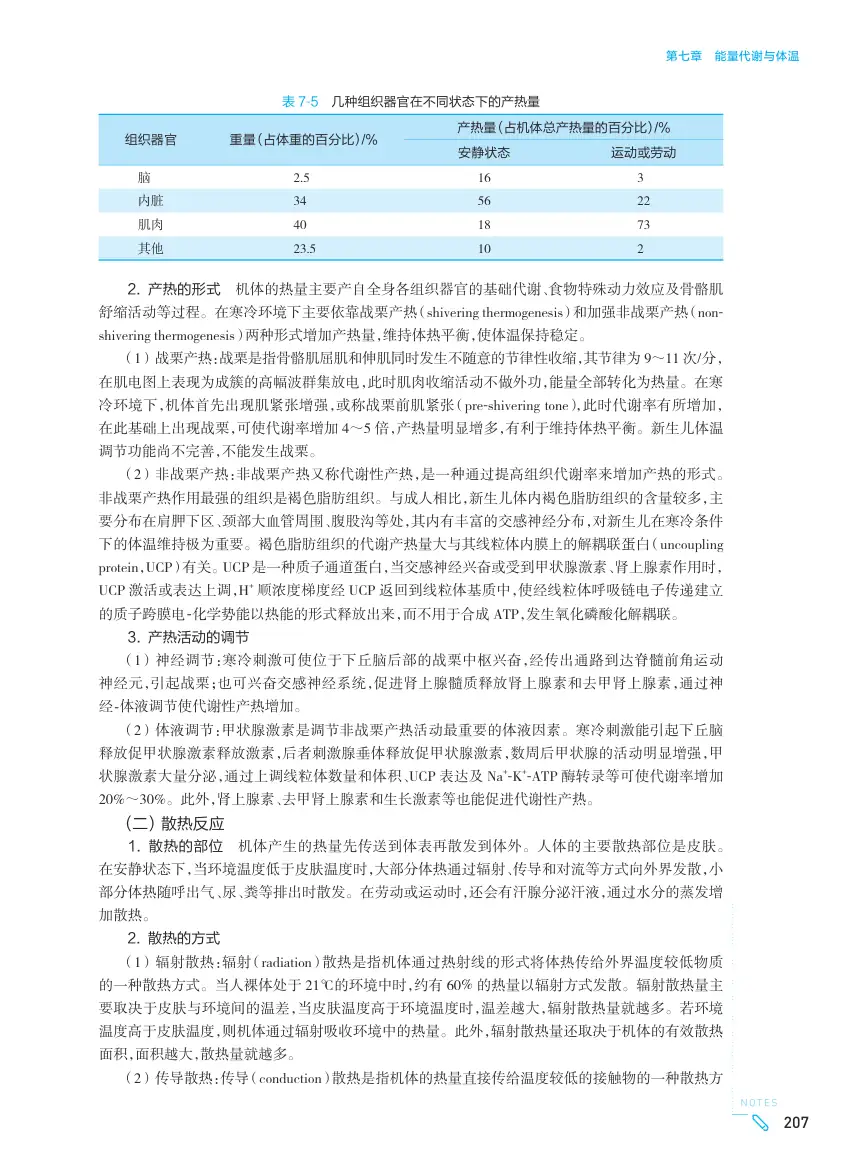 第七章 能量代谢与体温
表 7-5 几种组织器官在不同状态下的产热量
组织器官 重量(占体重的百分比)/% 产热量(占机体总产热量的百分比)/%
安静状态 运动或劳动
脑 2.5 16 3
内脏 34 56 22
肌肉 40 18 73
其他 23.5 10 2
2. 产热的形式 机体的热量主要产自全身各组织器官的基础代谢、食物特殊动力效应及骨骼肌
舒缩活动等过程。在寒冷环境下主要依靠战栗产热(shivering thermogenesis)和加强非战栗产热(non-
shivering thermogenesis)两种形式增加产热量,维持体热平衡,使体温保持稳定。
(1)战栗产热:战栗是指骨骼肌屈肌和伸肌同时发生不随意的节律性收缩,其节律为 9~11 次/分,
在肌电图上表现为成簇的高幅波群集放电,此时肌肉收缩活动不做外功,能量全部转化为热量。在寒
冷环境下,机体首先出现肌紧张增强,或称战栗前肌紧张(pre-shivering tone),此时代谢率有所增加,
在此基础上出现战栗,可使代谢率增加 4~5 倍,产热量明显增多,有利于维持体热平衡。新生儿体温
调节功能尚不完善,不能发生战栗。
(2)非战栗产热:非战栗产热又称代谢性产热,是一种通过提高组织代谢率来增加产热的形式。
非战栗产热作用最强的组织是褐色脂肪组织。与成人相比,新生儿体内褐色脂肪组织的含量较多,主
要分布在肩胛下区、颈部大血管周围、腹股沟等处,其内有丰富的交感神经分布,对新生儿在寒冷条件
下的体温维持极为重要。褐色脂肪组织的代谢产热量大与其线粒体内膜上的解耦联蛋白(uncoupling
protein,UCP)有关。UCP 是一种质子通道蛋白,当交感神经兴奋或受到甲状腺激素、肾上腺素作用时,
UCP 激活或表达上调,H⁺ 顺浓度梯度经 UCP 返回到线粒体基质中,使经线粒体呼吸链电子传递建立
的质子跨膜电-化学势能以热能的形式释放出来,而不用于合成 ATP,发生氧化磷酸化解耦联。
3. 产热活动的调节
(1)神经调节:寒冷刺激可使位于下丘脑后部的战栗中枢兴奋,经传出通路到达脊髓前角运动
神经元,引起战栗;也可兴奋交感神经系统,促进肾上腺髓质释放肾上腺素和去甲肾上腺素,通过神
经-体液调节使代谢性产热增加。
(2)体液调节:甲状腺激素是调节非战栗产热活动最重要的体液因素。寒冷刺激能引起下丘脑
释放促甲状腺激素释放激素,后者刺激腺垂体释放促甲状腺激素,数周后甲状腺的活动明显增强,甲
状腺激素大量分泌,通过上调线粒体数量和体积、UCP 表达及 Na⁺-K⁺-ATP 酶转录等可使代谢率增加
20%~30%。此外,肾上腺素、去甲肾上腺素和生长激素等也能促进代谢性产热。
(二)散热反应
1. 散热的部位 机体产生的热量先传送到体表再散发到体外。人体的主要散热部位是皮肤。
在安静状态下,当环境温度低于皮肤温度时,大部分体热通过辐射、传导和对流等方式向外界发散,小
部分体热随呼出气、尿、粪等排出时散发。在劳动或运动时,还会有汗腺分泌汗液,通过水分的蒸发增
加散热。
2. 散热的方式
(1)辐射散热:辐射(radiation)散热是指机体通过热射线的形式将体热传给外界温度较低物质
的一种散热方式。当人裸体处于 21℃的环境中时,约有 60% 的热量以辐射方式发散。辐射散热量主
要取决于皮肤与环境间的温差,当皮肤温度高于环境温度时,温差越大,辐射散热量就越多。若环境
温度高于皮肤温度,则机体通过辐射吸收环境中的热量。此外,辐射散热量还取决于机体的有效散热
面积,面积越大,散热量就越多。
(2)传导散热:传导(conduction)散热是指机体的热量直接传给温度较低的接触物的一种散热方
NOTES
207